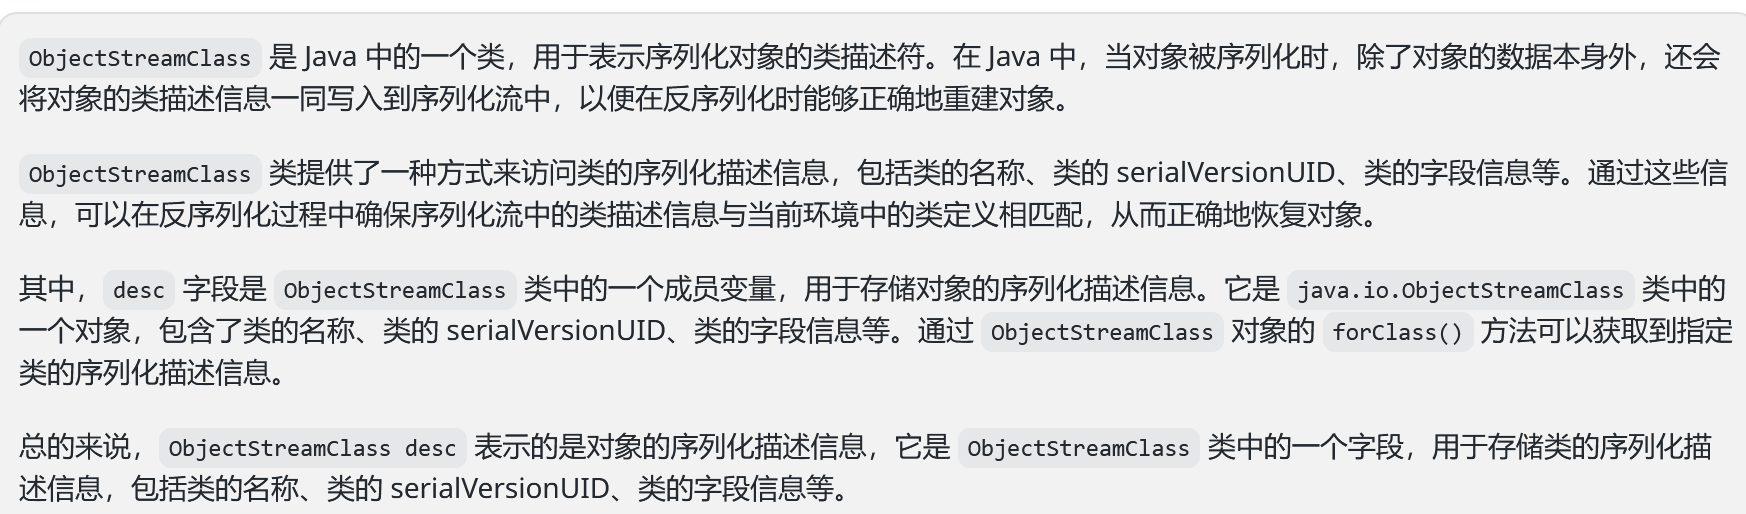 ObjectStreamClass 是 Java 中的一个类，用于表示序列化对象的类描述符。在 Java 中，当对象被序列化时，除了对象的数据本身外，还会
将对象的类描述信息一同写入到序列化流中，以便在反序列化时能够正确地重建对象。
ObjectStreamClass 类提供了一种方式来访问类的序列化描述信息，包括类的名称、类的 serialVersionUID、类的字段信息等。通过这些信
息，可以在反序列化过程中确保序列化流中的类描述信息与当前环境中的类定义相匹配，从而正确地恢复对象。
其中，desc 字段是 ObjectStreamClass 类中的一个成员变量，用于存储对象的序列化描述信息。它是 java.io.ObjectStreamClass 类中的
一个对象，包含了类的名称、类的 serialVersionUID、类的字段信息等。通过 ObjectStreamClass 对象的 forClass() 方法可以获取到指定
类的序列化描述信息。
总的来说，ObjectStreamClass desc 表示的是对象的序列化描述信息，它是 ObjectStreamClass 类中的一个字段，用于存储类的序列化描
述信息，包括类的名称、类的 serialVersionUID、类的字段信息等。